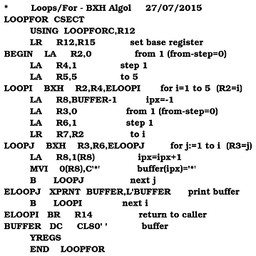 *        Loops/For - BXH Algol     27/07/2015
LOOPFOR  CSECT
         USING  LOOPFORC,R12
         LR     R12,R15          set base register
BEGIN    LA     R2,0             from 1 (from-step=0)
         LA     R4,1             step 1
         LA     R5,5             to 5
LOOPI    BXH    R2,R4,ELOOPI     for i=1 to 5  (R2=i)
         LA     R8,BUFFER-1      ipx=-1
         LA     R3,0             from 1 (from-step=0)
         LA     R6,1             step 1
         LR     R7,R2            to i
LOOPJ    BXH    R3,R6,ELOOPJ     for j:=1 to i  (R3=j)
         LA     R8,1(R8)         ipx=ipx+1
         MVI    0(R8),C'*'       buffer(ipx)='*'
         B      LOOPJ            next j
ELOOPJ   XPRNT  BUFFER,L'BUFFER  print buffer
         B      LOOPI            next i
ELOOPI   BR     R14              return to caller
BUFFER   DC     CL80' '          buffer
         YREGS
         END    LOOPFOR